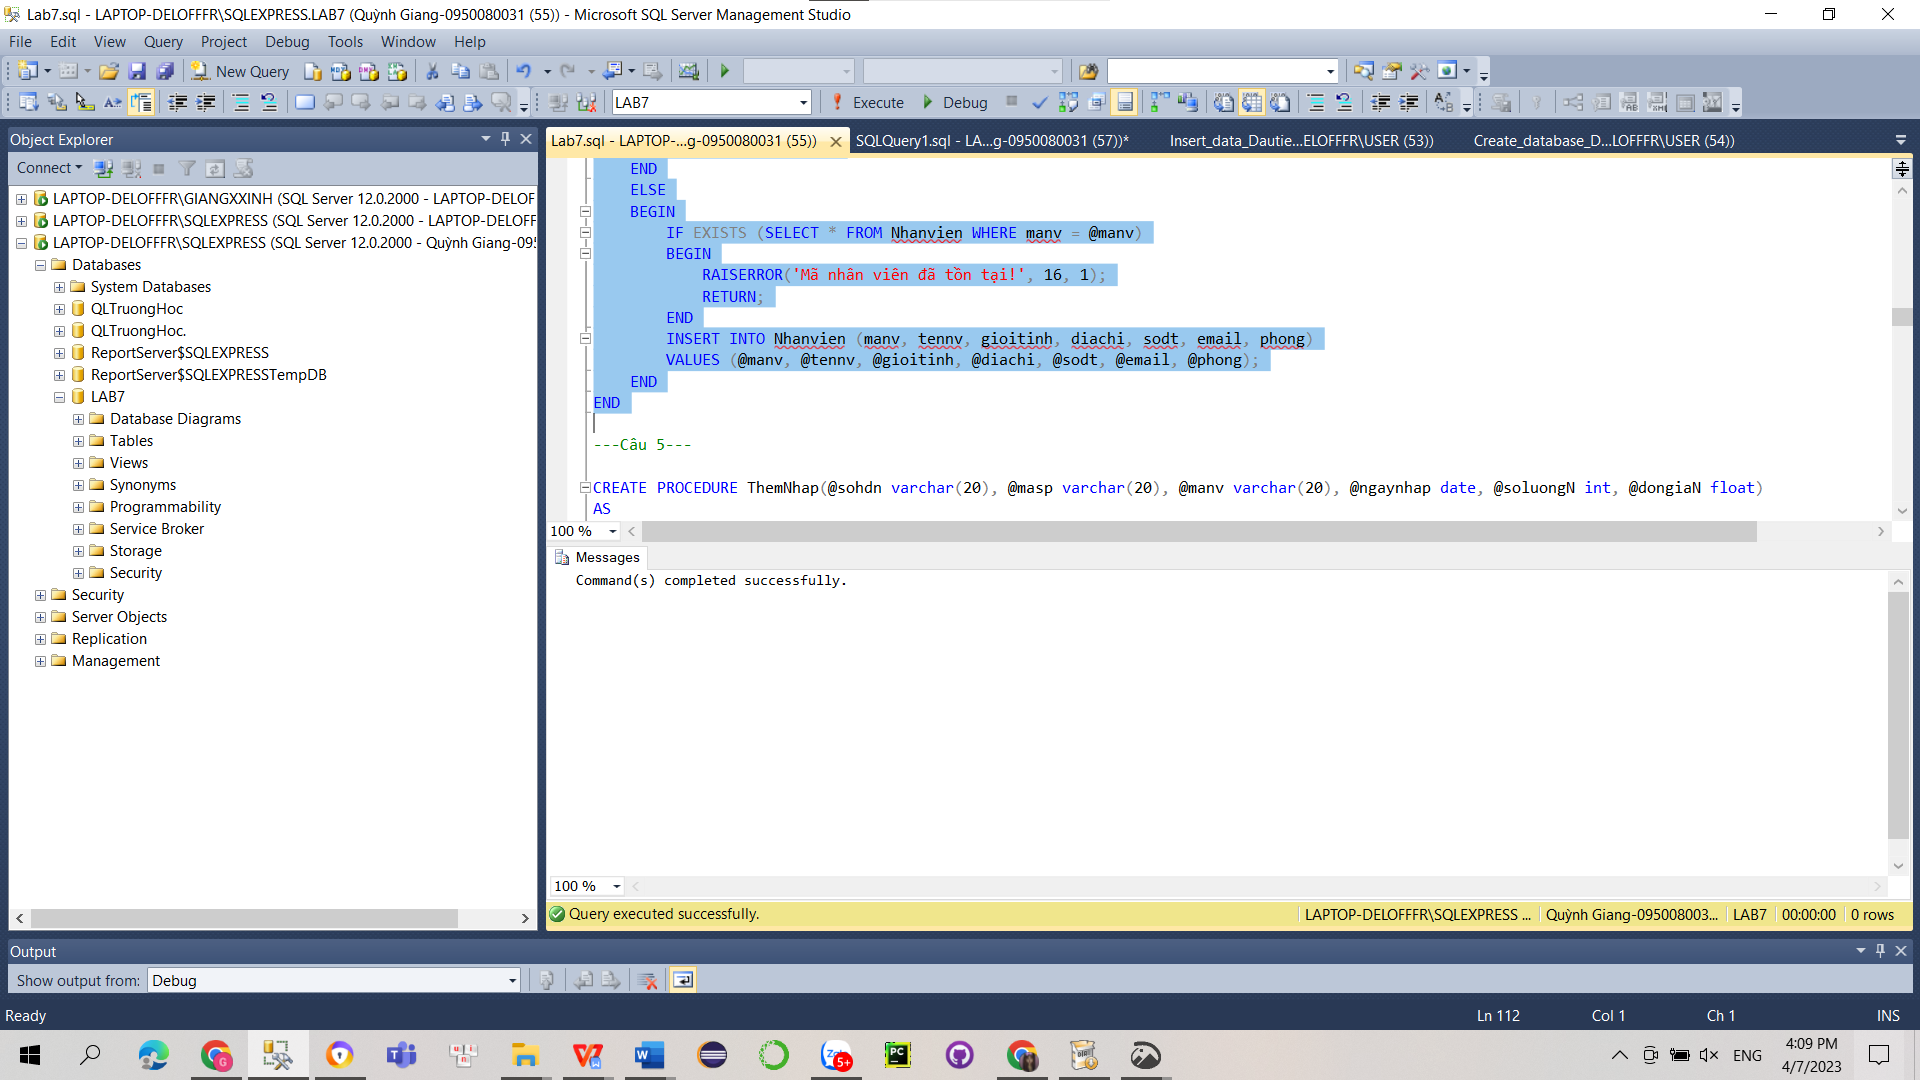 Lab7.sql - LAPTOP-DELOFFFR\SQLEXPRESS.LAB7 (Quỳnh Giang-0950080031 (55)) - Microsoft SQL Server Management Studio
File Edit View Query Project Debug Tools Window Help
New Query
LAB7 Execute Debug
Object Explorer
Connect
LAPTOP-DELOFFFR\GIANGXXINH (SQL Server 12.0.2000 - LAPTOP-DELOF
LAPTOP-DELOFFFR\SQLEXPRESS (SQL Server 12.0.2000 - LAPTOP-DELOFF
LAPTOP-DELOFFFR\SQLEXPRESS (SQL Server 12.0.2000 - Quỳnh Giang-095
Databases
System Databases
QLTruongHoc
QLTruongHoc.
ReportServer$SQLEXPRESS
ReportServer$SQLEXPRESSTempDB
LAB7
Database Diagrams
Tables
Views
Synonyms
Programmability
Service Broker
Storage
Security
Security
Server Objects
Replication
Management
Lab7.sql - LAPTOP-...g-0950080031 (55)) SQLQuery1.sql - LA...g-0950080031 (57))* Insert_data_Dautie...ELOFFFR\USER (53)) Create_database_D...LOFFFR\USER (54))
END
ELSE
BEGIN
IF EXISTS (SELECT * FROM Nhanvien WHERE manv = @manv)
BEGIN
RAISERROR('Mã nhân viên đã tồn tại!', 16, 1);
RETURN;
END
INSERT INTO Nhanvien (manv, tennv, gioitinh, diachi, sodt, email, phong)
VALUES (@manv, @tennv, @gioitinh, @diachi, @sodt, @email, @phong);
END
END
---Câu 5---
CREATE PROCEDURE ThemNhap(@sohdn varchar(20), @masp varchar(20), @manv varchar(20), @ngaynhap date, @soluongN int, @dongiaN float)
AS
100 %
Messages
Command(s) completed successfully.
100 %
Query executed successfully. LAPTOP-DELOFFFR\SQLEXPRESS ... Quỳnh Giang-095008003... LAB7 00:00:00 0 rows
Output
Show output from: Debug
Ready Ln 112 Col 1 Ch 1 INS
5+
ENG
4:09 PM
4/7/2023